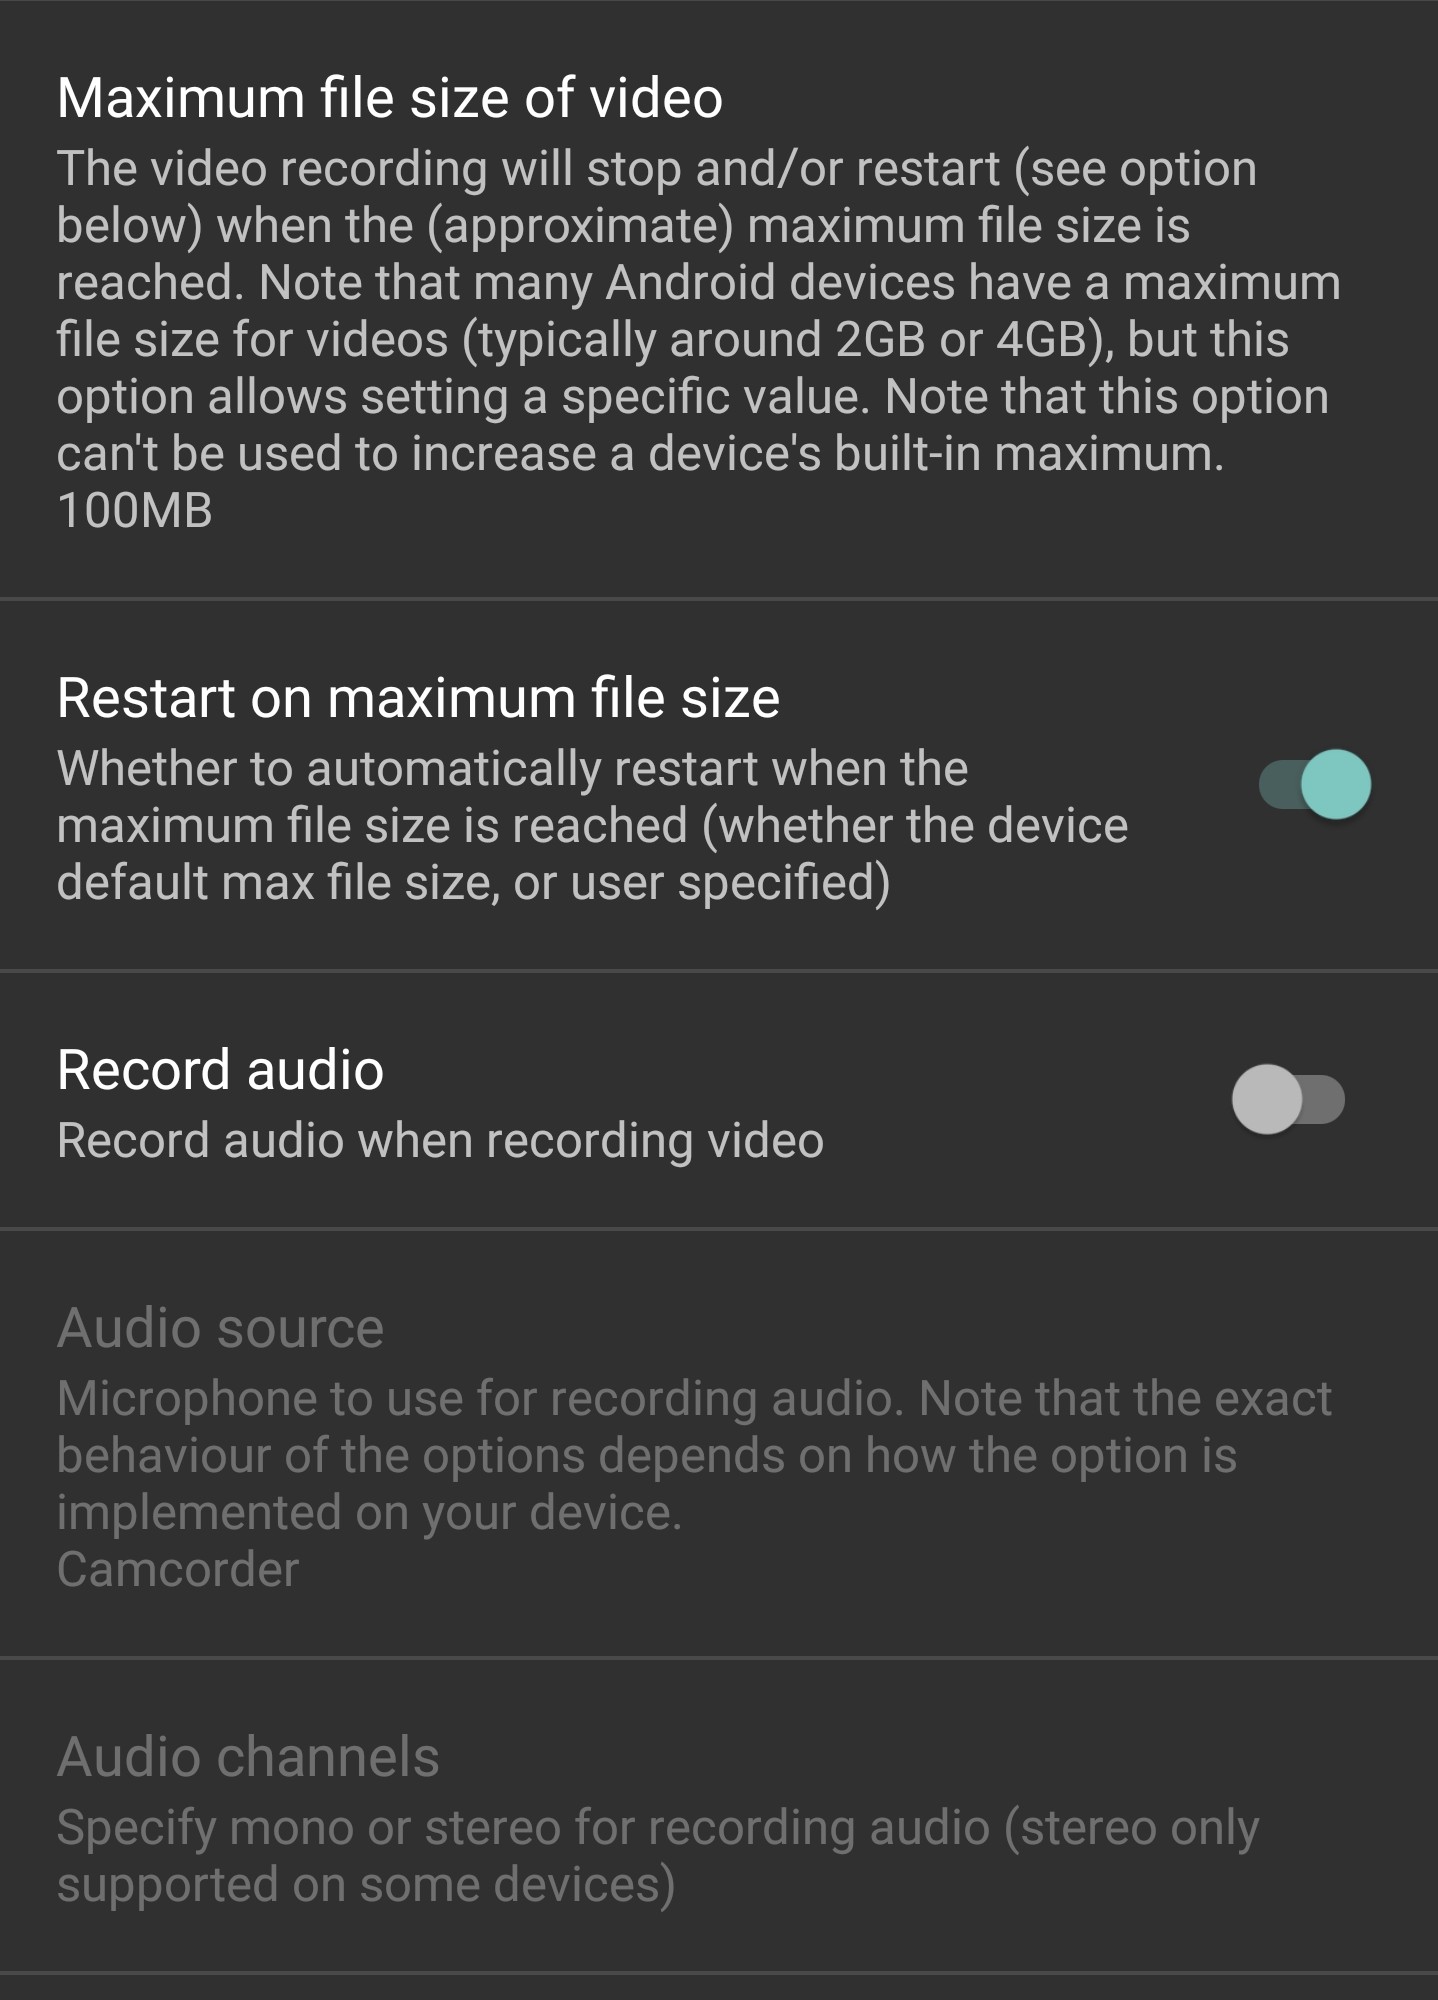 Maximum file size of video
The video recording will stop and/or restart (see option
below) when the (approximate) maximum file size is
reached. Note that many Android devices have a maximum
file size for videos (typically around 2GB or 4GB), but this
option allows setting a specific value. Note that this option
can't be used to increase a device's built-in maximum.
100MB
Restart on maximum file size
Whether to automatically restart when the
maximum file size is reached (whether the device
default max file size, or user specified)
Record audio
Record audio when recording video
Audio source
Microphone to use for recording audio. Note that the exact
behaviour of the options depends on how the option is
implemented on your device.
Camcorder
Audio channels
Specify mono or stereo for recording audio (stereo only
supported on some devices)